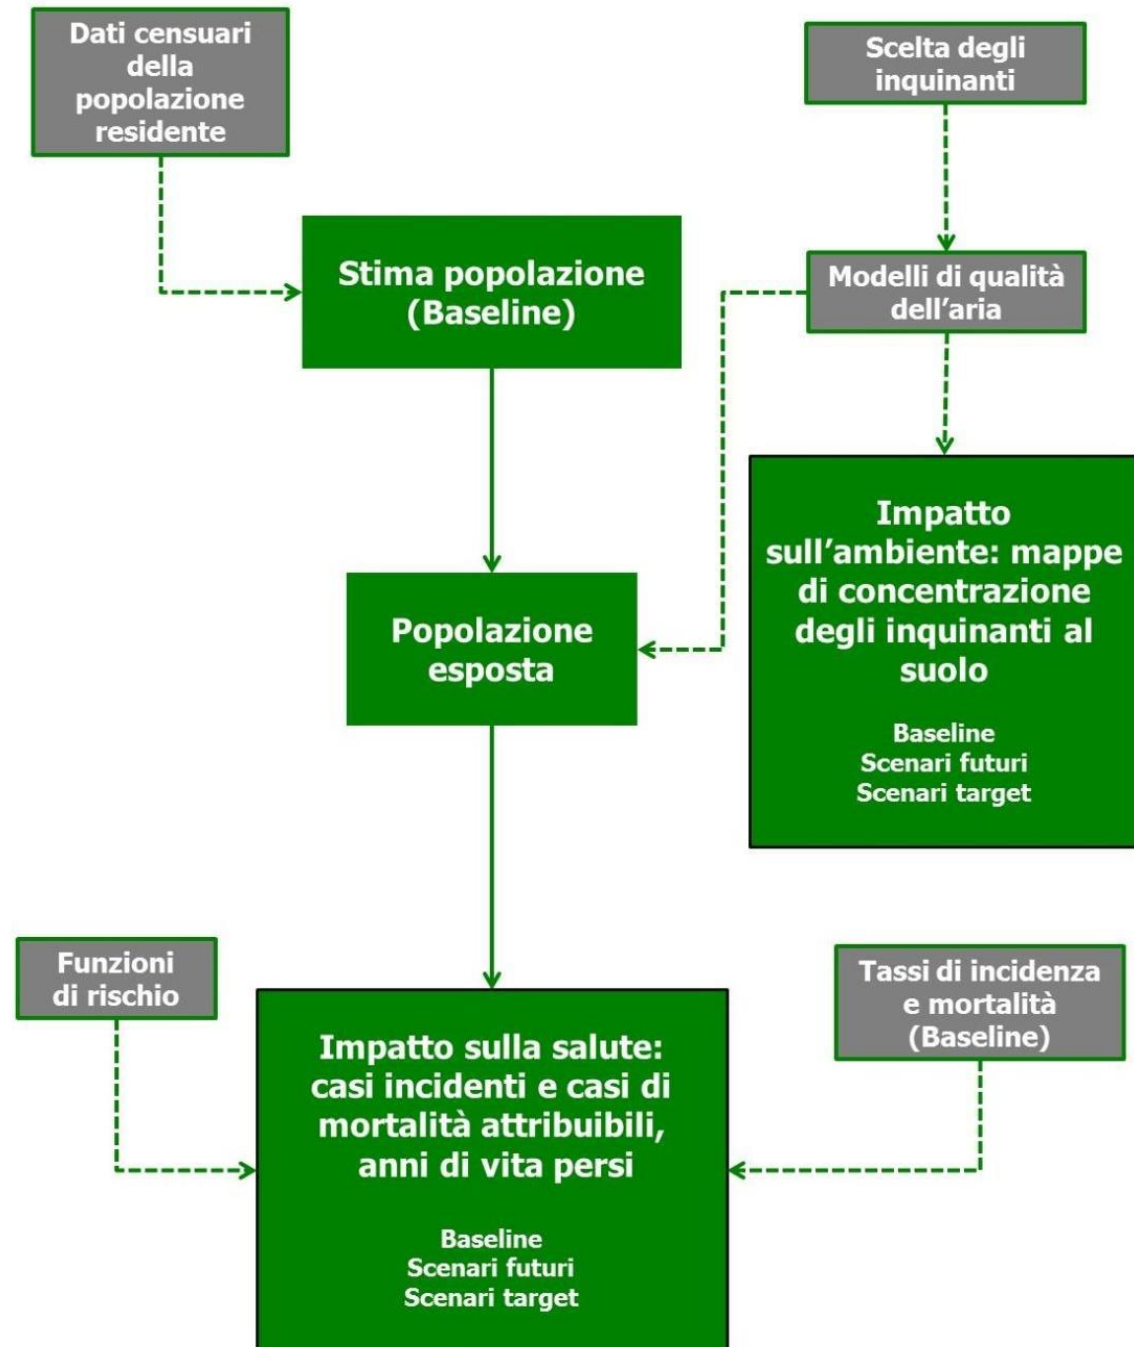 Dati censuari
della
popolazione
residente
Scelta degli
inquinanti
Stima popolazione
(Baseline)
Modelli di qualità
dell’aria
Impatto
sull’ambiente: mappe
di concentrazione
degli inquinanti al
suolo
Baseline
Scenari futuri
Scenari target
Popolazione
esposta
Funzioni
di rischio
Tassi di incidenza
e mortalità
(Baseline)
Impatto sulla salute:
casi incidenti e casi di
mortalità attribuibili,
anni di vita persi
Baseline
Scenari futuri
Scenari target